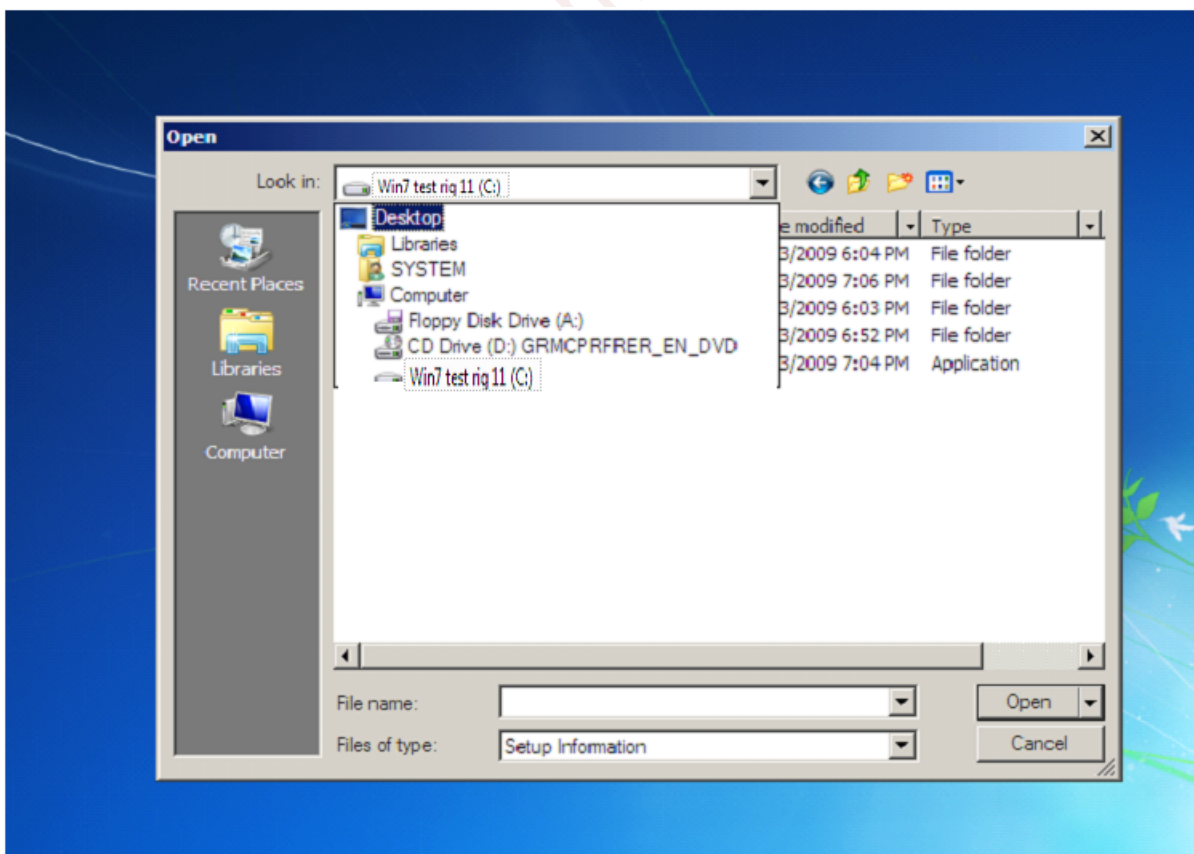 Open
Look in: Win7 test rig 11 (C:)
Desktop
Libraries
SYSTEM
Computer
Floppy Disk Drive (A:)
CD Drive (D:) GRMCPRFRER_EN_DVD
Win7 test rig 11 (C:)
Recent Places
Libraries
Computer
e modified Type
3/2009 6:04 PM File folder
3/2009 7:06 PM File folder
3/2009 6:03 PM File folder
3/2009 6:52 PM File folder
3/2009 7:04 PM Application
File name: Open
Files of type: Setup Information Cancel